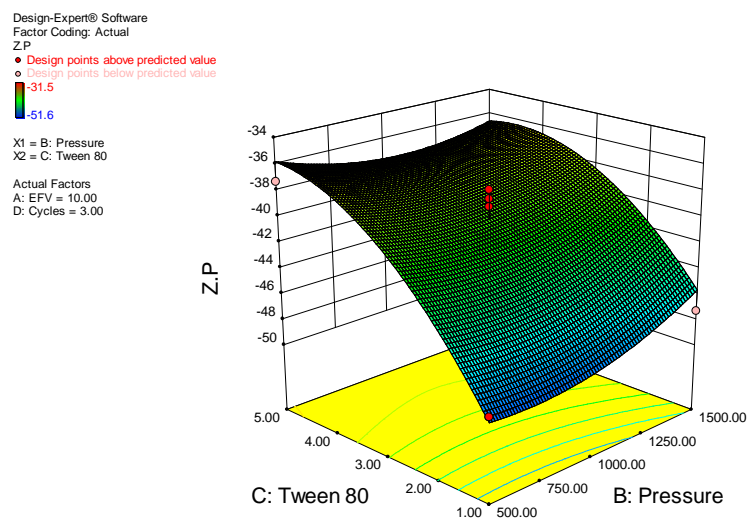 Design-Expert® Software
Factor Coding: Actual
Z.P
Design points above predicted value
Design points below predicted value
-31.5
-51.6
X1 = B: Pressure
X2 = C: Tween 80
Actual Factors
A: EFV = 10.00
D: Cycles = 3.00
-34
-36
-38
-40
-42
-44
-46
-48
-50
Z.P
5.00
4.00
3.00
2.00
1.00
C: Tween 80
500.00
750.00
1000.00
1250.00
1500.00
B: Pressure